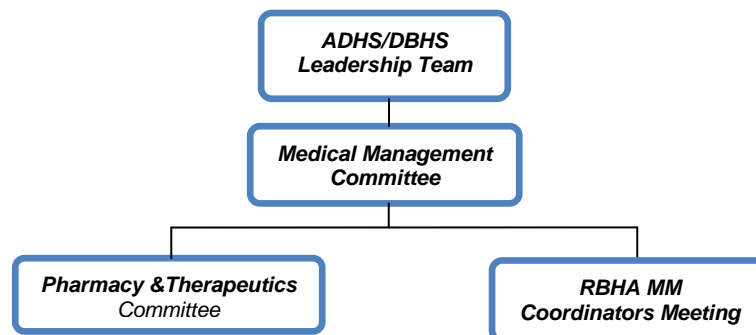 ADHS/DBHS
Leadership Team
Medical Management
Committee
Pharmacy &Therapeutics
Committee
RBHA MM
Coordinators Meeting